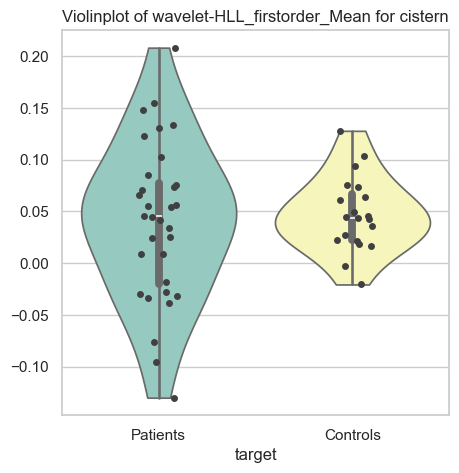 Violinplot of wavelet-HLL_firstorder_Mean for cistern
0.20
0.15
0.10
0.05
0.00
−0.05
−0.10
Patients Controls
target